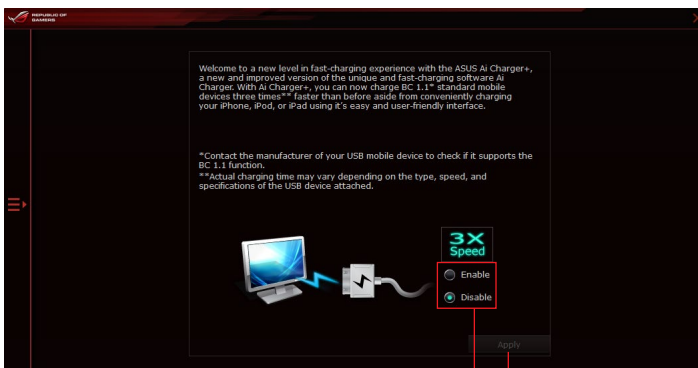 REPUBLIC OF
GAMERS
Welcome to a new level in fast-charging experience with the ASUS Ai Charger+,
a new and improved version of the unique and fast-charging software Ai
Charger. With Ai Charger+, you can now charge BC 1.1* standard mobile
devices three times** faster than before aside from conveniently charging
your iPhone, iPod, or iPad using it's easy and user-friendly interface.
*Contact the manufacturer of your USB mobile device to check if it supports the
BC 1.1 function.
**Actual charging time may vary depending on the type, speed, and
specifications of the USB device attached.
3X
Speed
Enable
Disable
Apply